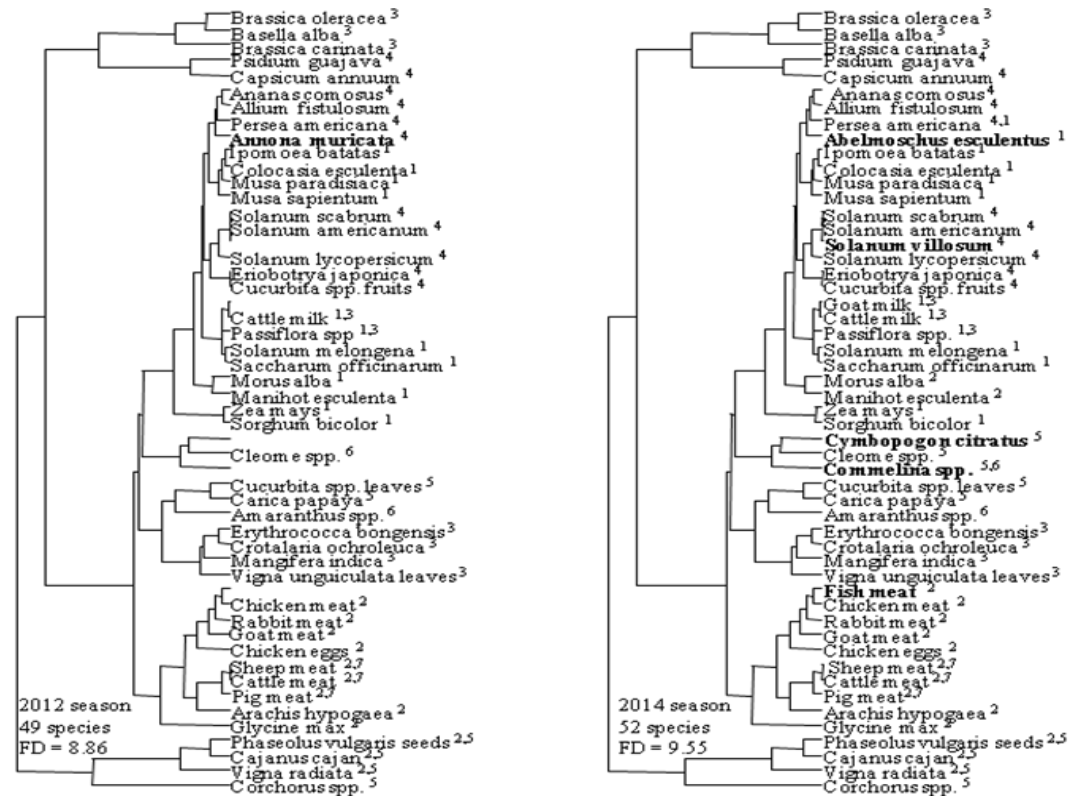 Brassica oleracea ³
Basella alba ³
Brassica carinata ³
Psidium guajava ⁴
Capsicum annuum ⁴
Ananas comosus ⁴
Allium fistulosum ⁴
Persea americana ⁴
Annona muricata ⁴
Ipomoea batatas ¹
Colocasia esculenta ¹
Musa paradisiaca ¹
Musa sapientum ¹
Solanum scabrum ⁴
Solanum americanum ⁴
Solanum lycopersicum ⁴
Eriobotrya japonica ⁴
Cucurbita spp. fruits ⁴
Cattle milk ¹,³
Passiflora spp ¹,³
Solanum melongena ¹
Saccharum officinarum ¹
Morus alba ¹
Manihot esculenta ¹
Zea mays ¹
Sorghum bicolor ¹
Cleome spp. ⁶
Cucurbita spp. leaves ⁵
Carica papaya ⁵
Amaranthus spp. ⁶
Erythrococca bongensis ³
Crotalaria ochroleuca ³
Mangifera indica ³
Vigna unguiculata leaves ³
Chicken meat ²
Rabbit meat ²
Goat meat ²
Chicken eggs ²
Sheep meat ²,⁷
Cattle meat ²,⁷
Pig meat ²,⁷
Arachis hypogaea ²
Glycine max ²
Phaseolus vulgaris seeds ²,⁵
Cajanus cajan ²,⁵
Vigna radiata ²,⁵
Corchorus spp. ⁵
2012 season
49 species
FD = 8.86
Brassica oleracea ³
Basella alba ³
Brassica carinata ³
Psidium guajava ⁴
Capsicum annuum ⁴
Ananas comosus ⁴
Allium fistulosum ⁴
Persea americana ⁴,¹
Abelmoschus esculentus ¹
Ipomoea batatas ¹
Colocasia esculenta ¹
Musa paradisiaca ¹
Musa sapientum ¹
Solanum scabrum ⁴
Solanum americanum ⁴
Solanum villosum ⁴
Solanum lycopersicum ⁴
Eriobotrya japonica ⁴
Cucurbita spp. fruits ⁴
Goat milk ¹,³
Cattle milk ¹,³
Passiflora spp. ¹,³
Solanum melongena ¹
Saccharum officinarum ¹
Morus alba ²
Manihot esculenta ²
Zea mays ¹
Sorghum bicolor ¹
Cymbopogon citratus ⁵
Cleome spp. ⁵
Commelina spp. ⁵,⁶
Cucurbita spp. leaves ⁵
Carica papaya ⁵
Amaranthus spp. ⁶
Erythrococca bongensis ³
Crotalaria ochroleuca ³
Mangifera indica ³
Vigna unguiculata leaves ³
Fish meat ²
Chicken meat ²
Rabbit meat ²
Goat meat ²
Chicken eggs ²
Sheep meat ²,⁷
Cattle meat ²,⁷
Pig meat ²,⁷
Arachis hypogaea ²
Glycine max ²
Phaseolus vulgaris seeds ²,⁵
Cajanus cajan ²,⁵
Vigna radiata ²,⁵
Corchorus spp. ⁵
2014 season
52 species
FD = 9.55